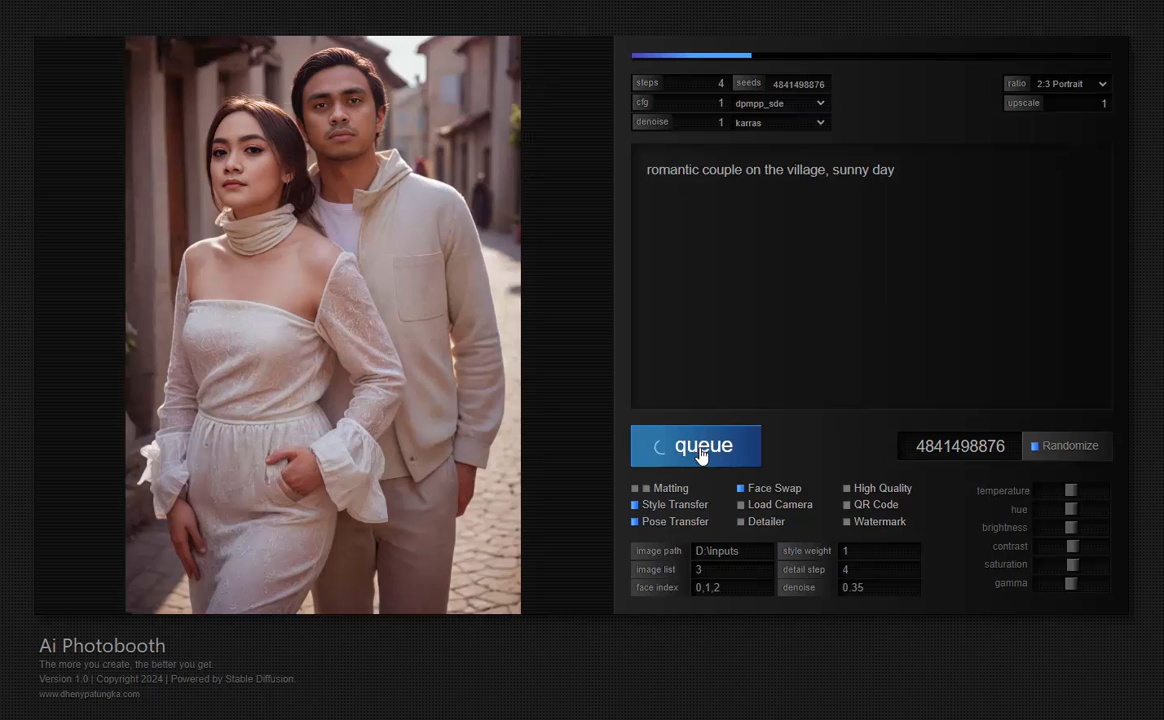 steps 4 seeds 4841498876 ratio 2:3 Portrait
cfg 1 dpmpp_sde upscale 1
denoise 1 karras
romantic couple on the village, sunny day
queue 4841498876 Randomize
Matting Face Swap High Quality temperature
Style Transfer Load Camera QR Code hue
Pose Transfer Detailer Watermark brightness
contrast
image path D:\inputs style weight 1 saturation
image list 3 detail step 4 gamma
face index 0,1,2 denoise 0.35
Ai Photobooth
The more you create, the better you get.
Version 1.0 | Copyright 2024 | Powered by Stable Diffusion.
www.dhenypatungka.com